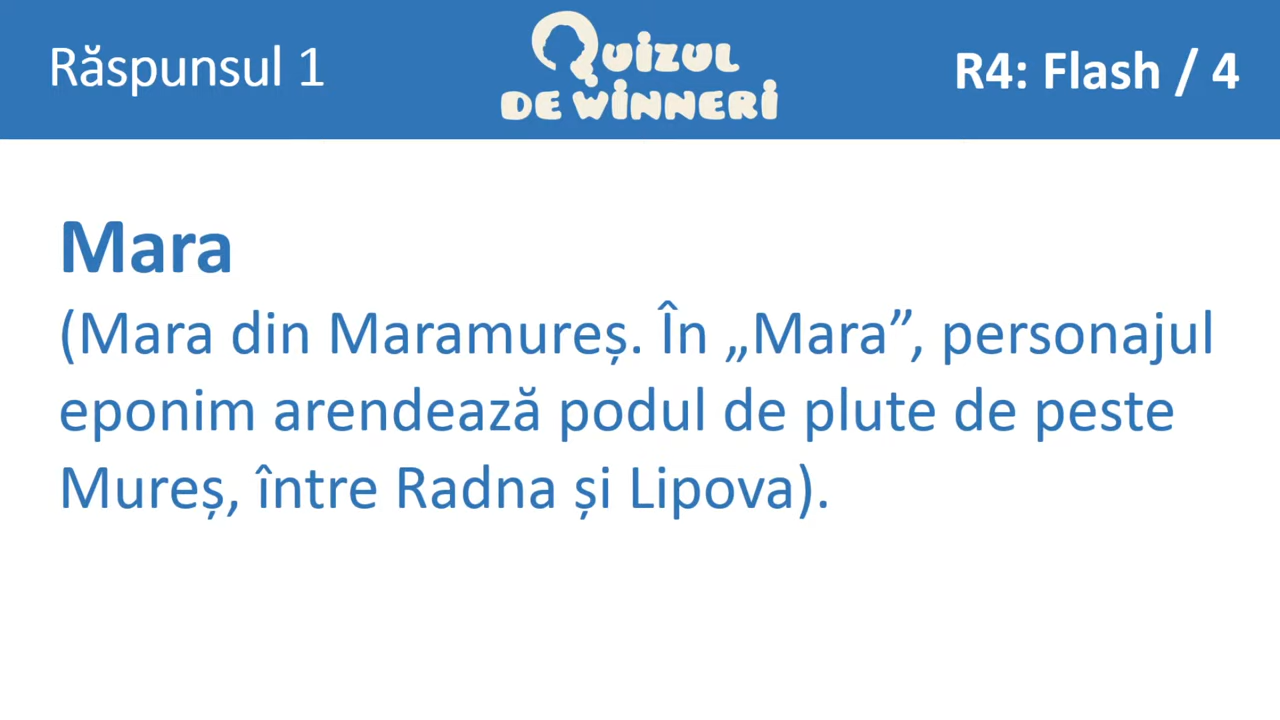 Răspunsul 1
QUIZUL
DE WINNERI
R4: Flash / 4
Mara
(Mara din Maramureș. În „Mara”, personajul
eponim arendează podul de plute de peste
Mureș, între Radna și Lipova).